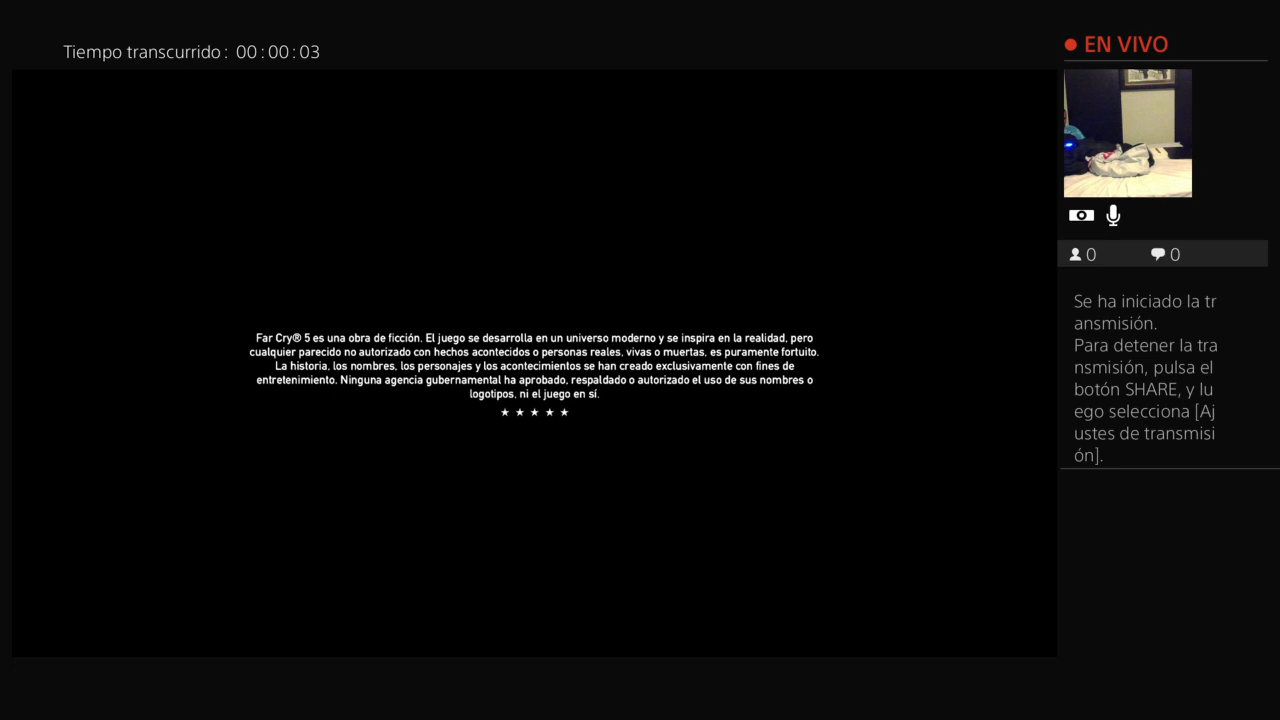 Tiempo transcurrido : 00 : 00 : 03
EN VIVO
0 0
Far Cry® 5 es una obra de ficción. El juego se desarrolla en un universo moderno y se inspira en la realidad, pero
cualquier parecido no autorizado con hechos acontecidos o personas reales, vivas o muertas, es puramente fortuito.
La historia, los nombres, los personajes y los acontecimientos se han creado exclusivamente con fines de
entretenimiento. Ninguna agencia gubernamental ha aprobado, respaldado o autorizado el uso de sus nombres o
logotipos, ni el juego en sí.
★ ★ ★ ★ ★
Se ha iniciado la tr
ansmisión.
Para detener la tra
nsmisión, pulsa el
botón SHARE, y lu
ego selecciona [Aj
ustes de transmisi
ón].